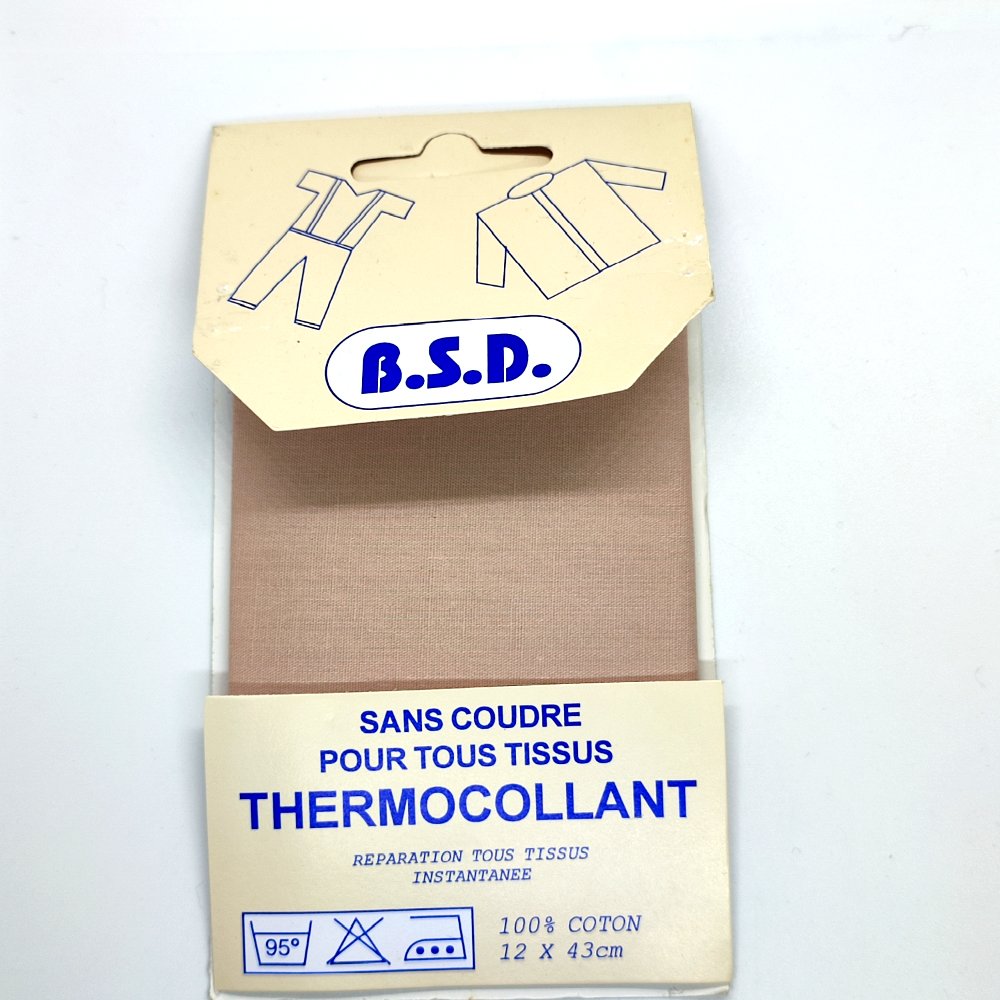 B.S.D.
SANS COUDRE
POUR TOUS TISSUS
THERMOCOLLANT
REPARATION TOUS TISSUS
INSTANTANEE
95°
100% COTON
12 X 43cm